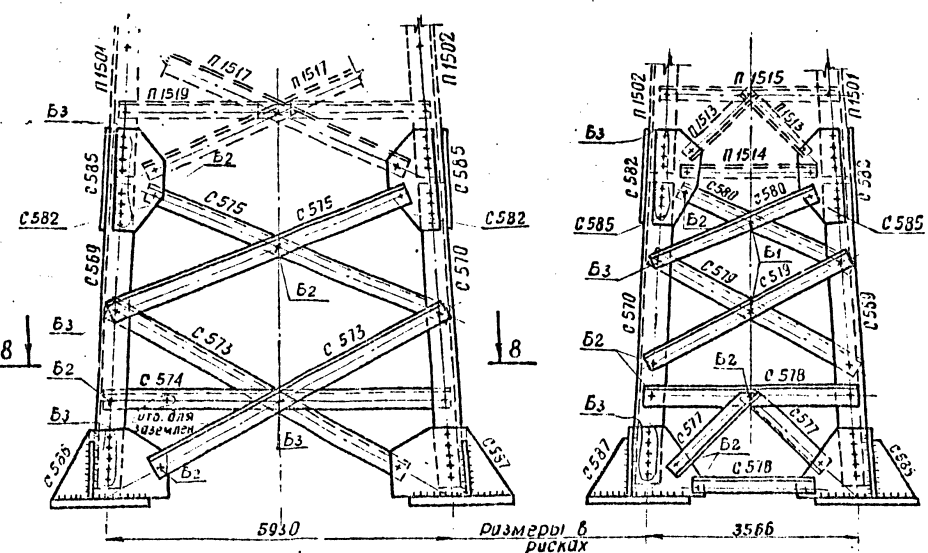 П1501
П1517
П1517
П1502
П1519
Б3
Б2
С585
С585
С582
С575
С575
С582
С569
С570
Б2
Б3
С573
С573
8
8
Б2
С574
отв. для
заземлен.
Б3
Б3
С586
Б2
С587
5930
размеры в
рисках
П1502
П1515
П1501
Б3
П1513
П1513
П1514
С582
С580
С580
С585
Б2
С585
Б3
Б1
С579
С519
С570
С569
Б2
Б2
С578
Б3
С577
С577
Б2
С587
С578
3566